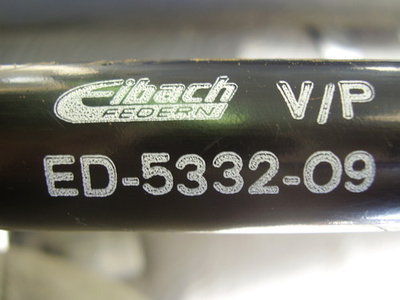 Eibach V/P
FEDERN
ED-5332-09